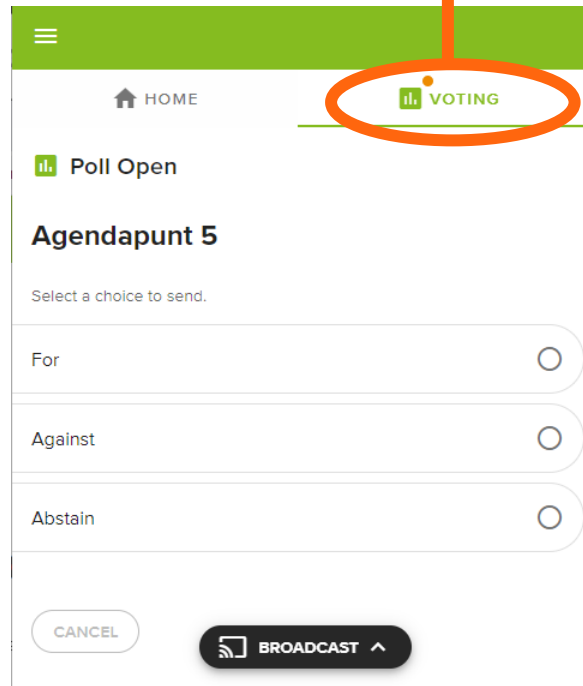 HOME
VOTING
Poll Open
Agendapunt 5
Select a choice to send.
For
Against
Abstain
CANCEL
BROADCAST